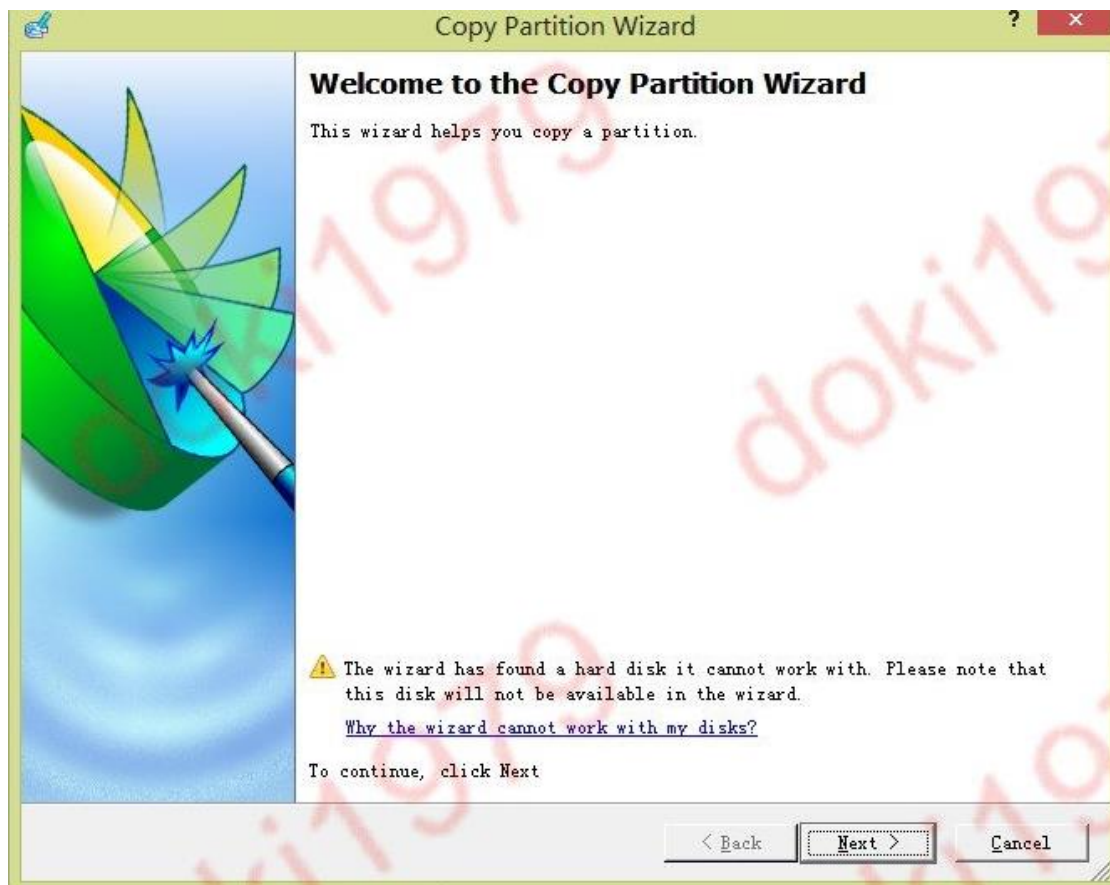 Copy Partition Wizard
?
×
Welcome to the Copy Partition Wizard
This wizard helps you copy a partition.
The wizard has found a hard disk it cannot work with. Please note that
this disk will not be available in the wizard.
Why the wizard cannot work with my disks?
To continue, click Next
< Back
Next >
Cancel
doki1979